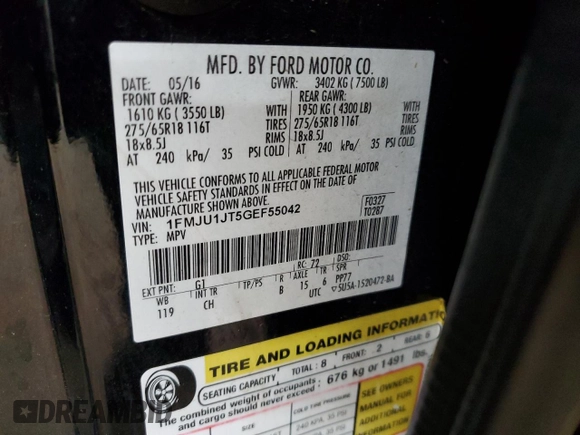 MFD. BY FORD MOTOR CO.
DATE: 05/16 GVWR: 3402 KG ( 7500 LB)
FRONT GAWR: REAR GAWR:
1610 KG ( 3550 LB) WITH 1950 KG ( 4300 LB) WITH
275/65R18 116T TIRES 275/65R18 116T TIRES
18x8.5J RIMS 18x8.5J RIMS
AT 240 kPa/ 35 PSI COLD AT 240 kPa/ 35 PSI COLD
THIS VEHICLE CONFORMS TO ALL APPLICABLE FEDERAL MOTOR
VEHICLE SAFETY STANDARDS IN EFFECT ON THE DATE OF
MANUFACTURE SHOWN ABOVE.
VIN: 1FMJU1JT5GEF55042 F0327
TYPE: MPV T0287
EXT PNT: G1 RC: 72 DSO:
WB INT TR TP/PS R AXLE TR SPR
119 CH B 15 6 PP77
UTC 5U5A-1520472-BA
TIRE AND LOADING INFORMATI
SEATING CAPACITY TOTAL: 8 FRONT: 2 REAR: 6
The combined weight of occupants and cargo should never exceed: 676 kg or 1491 lbs.
SEE OWNERS
MANUAL FOR
ADDITIONAL
DREAMBID